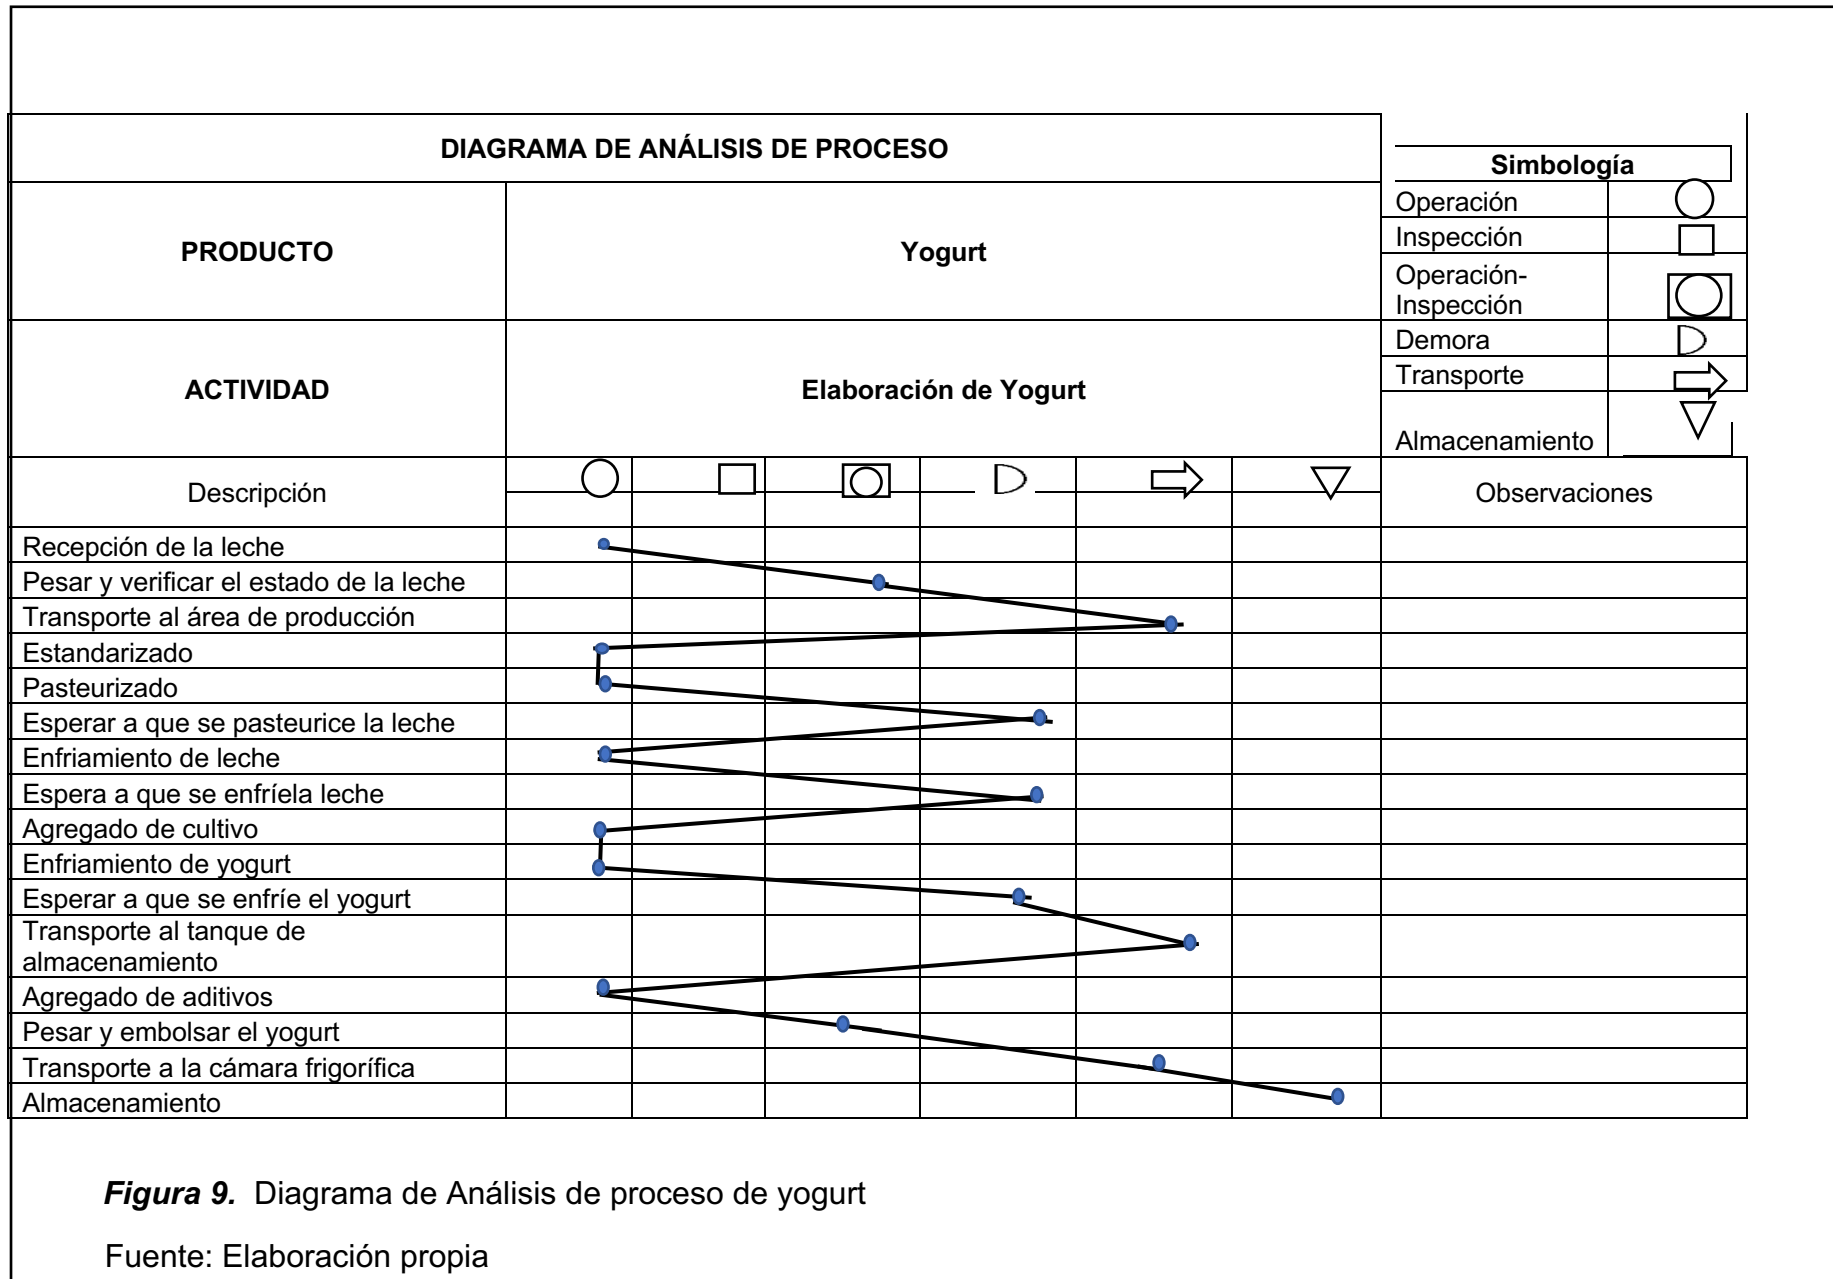 DIAGRAMA DE ANÁLISIS DE PROCESO
Simbología
Operación
Inspección
Operación-
Inspección
Demora
Transporte
Almacenamiento
PRODUCTO
Yogurt
ACTIVIDAD
Elaboración de Yogurt
Descripción
Observaciones
Recepción de la leche
Pesar y verificar el estado de la leche
Transporte al área de producción
Estandarizado
Pasteurizado
Esperar a que se pasteurice la leche
Enfriamiento de leche
Espera a que se enfríela leche
Agregado de cultivo
Enfriamiento de yogurt
Esperar a que se enfríe el yogurt
Transporte al tanque de
almacenamiento
Agregado de aditivos
Pesar y embolsar el yogurt
Transporte a la cámara frigorífica
Almacenamiento
Figura 9. Diagrama de Análisis de proceso de yogurt
Fuente: Elaboración propia